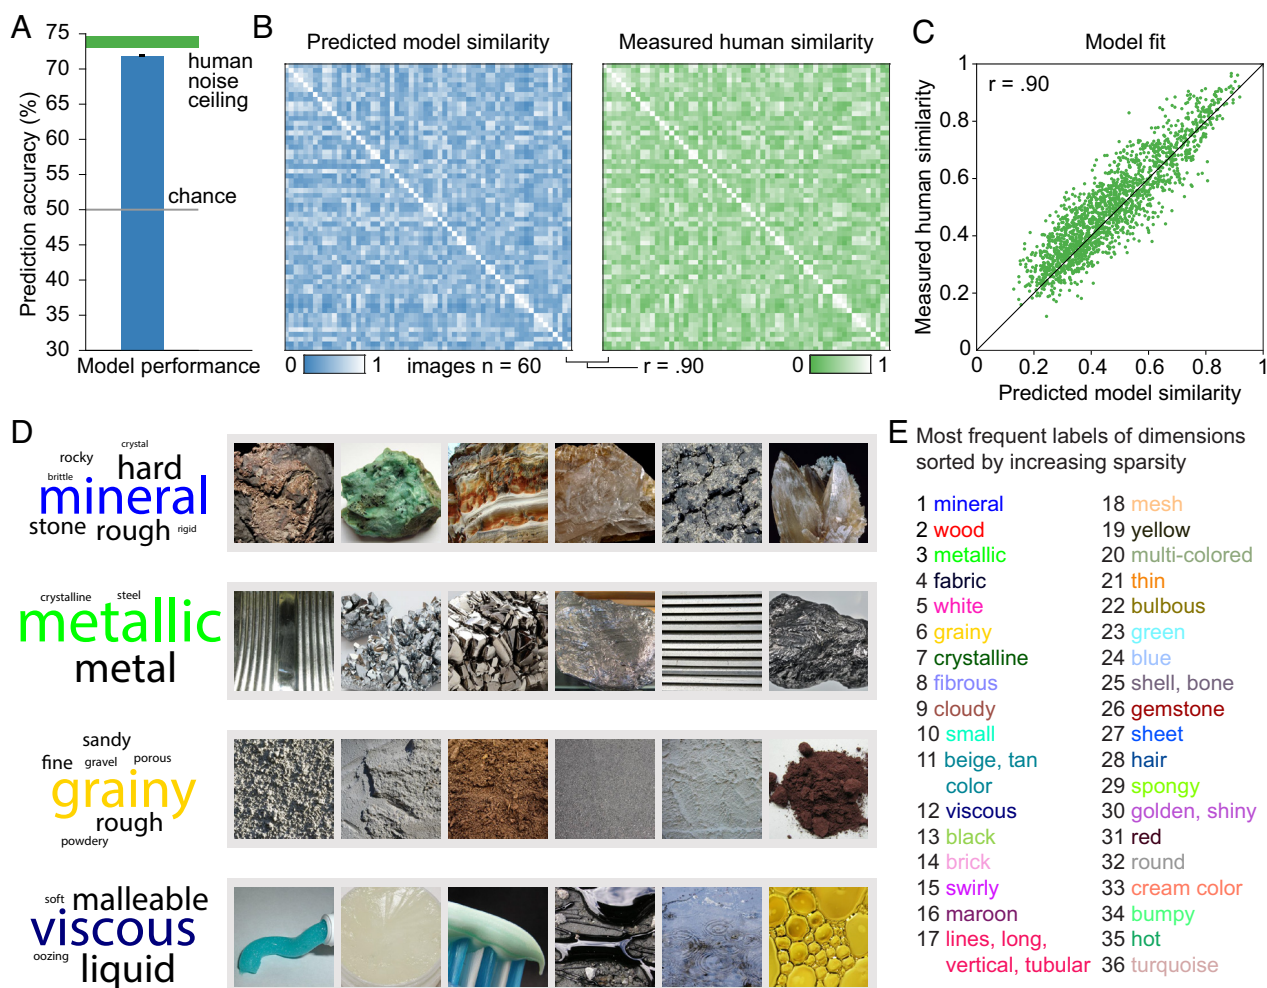 A
75
70
65
60
55
50
45
40
35
30
Prediction accuracy (%)
human
noise
ceiling
chance
Model performance
B
Predicted model similarity
Measured human similarity
0 1
images n = 60
r = .90
0 1
C
Model fit
r = .90
1
0.8
0.6
0.4
0.2
0
Measured human similarity
0 0.2 0.4 0.6 0.8 1
Predicted model similarity
D
crystal
rocky
hard
brittle
mineral
stone rough rigid
crystalline steel
metallic
metal
sandy
fine gravel porous
grainy
rough
powdery
soft malleable
viscous
oozing
liquid
E Most frequent labels of dimensions
sorted by increasing sparsity
1 mineral
2 wood
3 metallic
4 fabric
5 white
6 grainy
7 crystalline
8 fibrous
9 cloudy
10 small
11 beige, tan
color
12 viscous
13 black
14 brick
15 swirly
16 maroon
17 lines, long,
vertical, tubular
18 mesh
19 yellow
20 multi-colored
21 thin
22 bulbous
23 green
24 blue
25 shell, bone
26 gemstone
27 sheet
28 hair
29 spongy
30 golden, shiny
31 red
32 round
33 cream color
34 bumpy
35 hot
36 turquoise